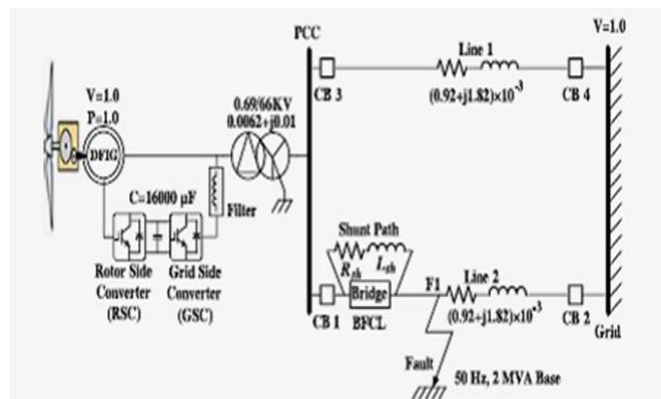 PCC
V=1.0
Line 1
CB 3
(0.92+j1.82)×10⁻³
CB 4
V=1.0
P=1.0
0.69/66KV
0.0062+j0.01
DFIG
C=16000 µF
Filter
Rotor Side
Converter
(RSC)
Grid Side
Converter
(GSC)
Shunt Path
Rsh
Lsh
Bridge
F1
Line 2
CB 1
BFCL
(0.92+j1.82)×10⁻³
CB 2
Grid
Fault
50 Hz, 2 MVA Base